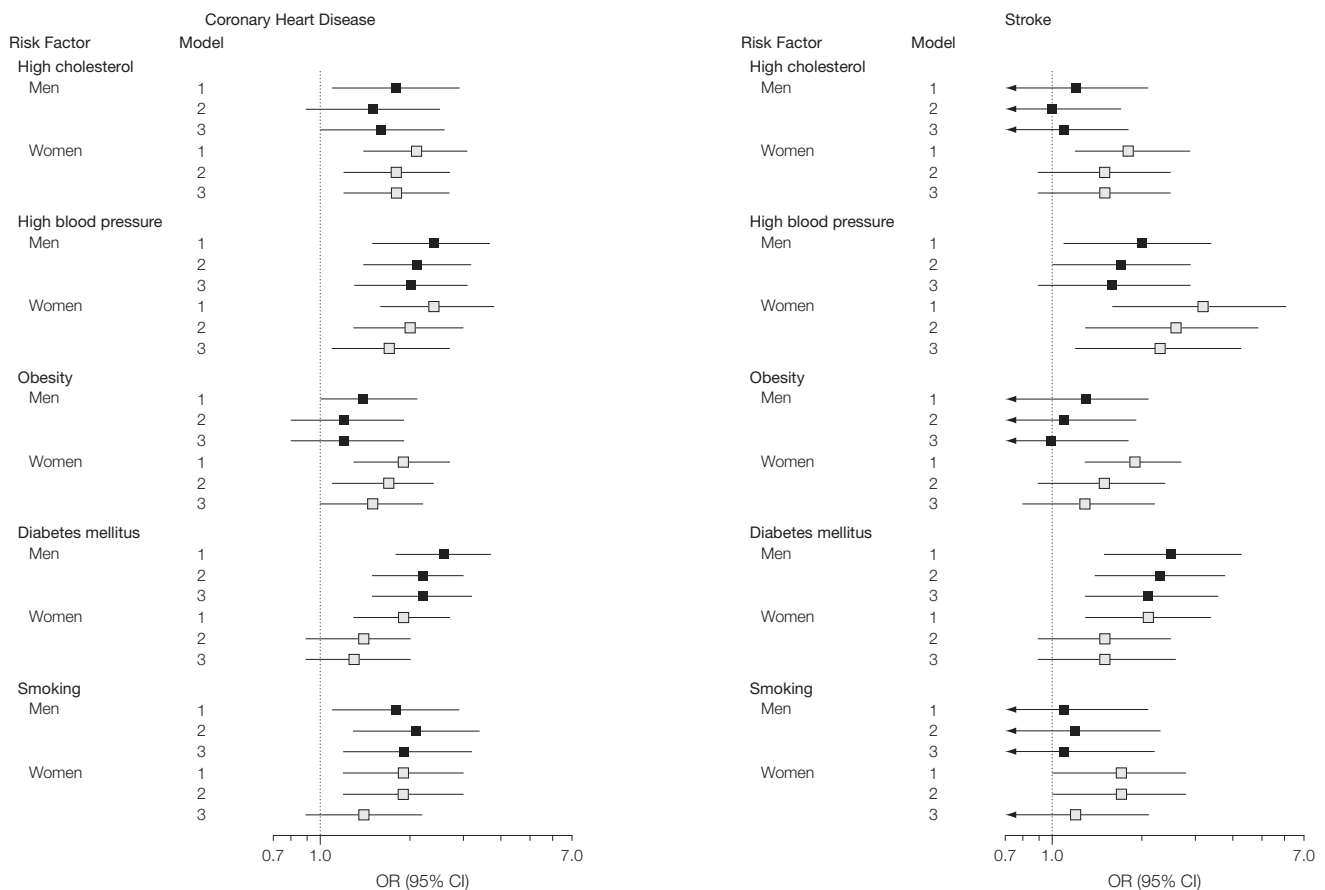 Coronary Heart Disease
Risk Factor Model
High cholesterol
Men 1
2
3
Women 1
2
3
High blood pressure
Men 1
2
3
Women 1
2
3
Obesity
Men 1
2
3
Women 1
2
3
Diabetes mellitus
Men 1
2
3
Women 1
2
3
Smoking
Men 1
2
3
Women 1
2
3
0.7 1.0 7.0
OR (95% CI)
Stroke
Risk Factor Model
High cholesterol
Men 1
2
3
Women 1
2
3
High blood pressure
Men 1
2
3
Women 1
2
3
Obesity
Men 1
2
3
Women 1
2
3
Diabetes mellitus
Men 1
2
3
Women 1
2
3
Smoking
Men 1
2
3
Women 1
2
3
0.7 1.0 7.0
OR (95% CI)